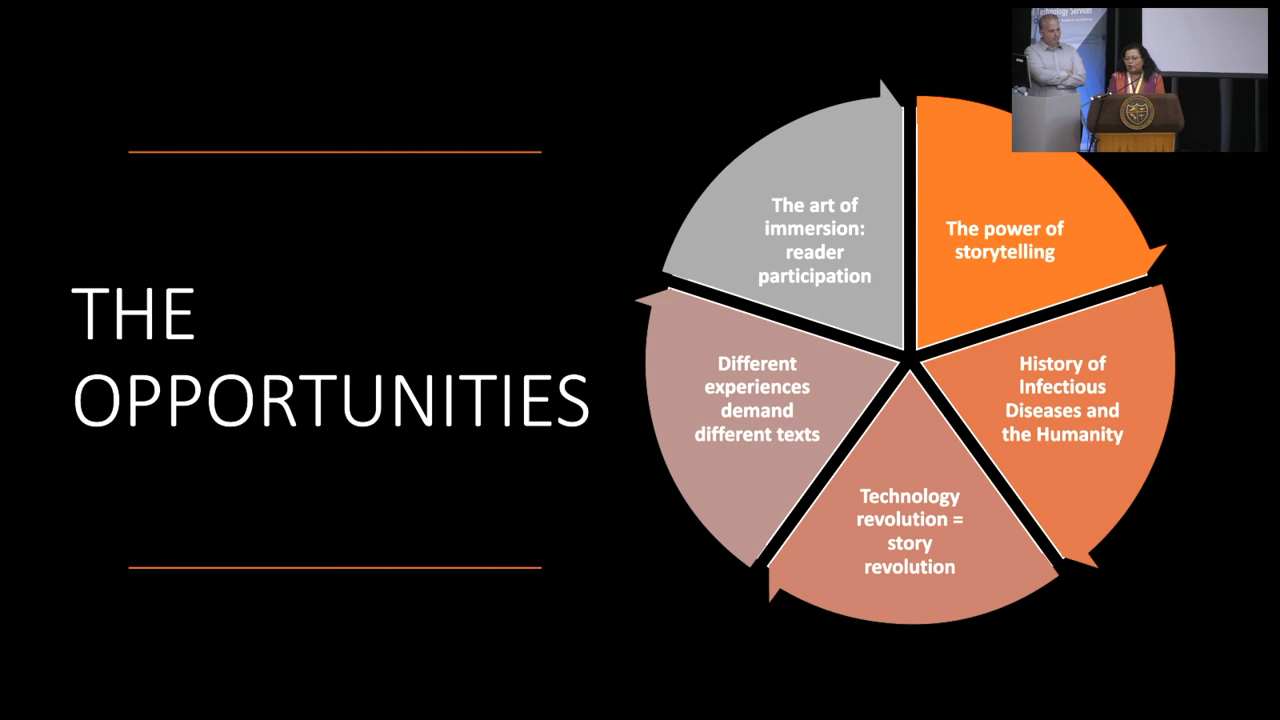 Technology Services
THE
OPPORTUNITIES
The art of
immersion:
reader
participation
The power of
storytelling
Different
experiences
demand
different texts
History of
Infectious
Diseases and
the Humanity
Technology
revolution =
story
revolution